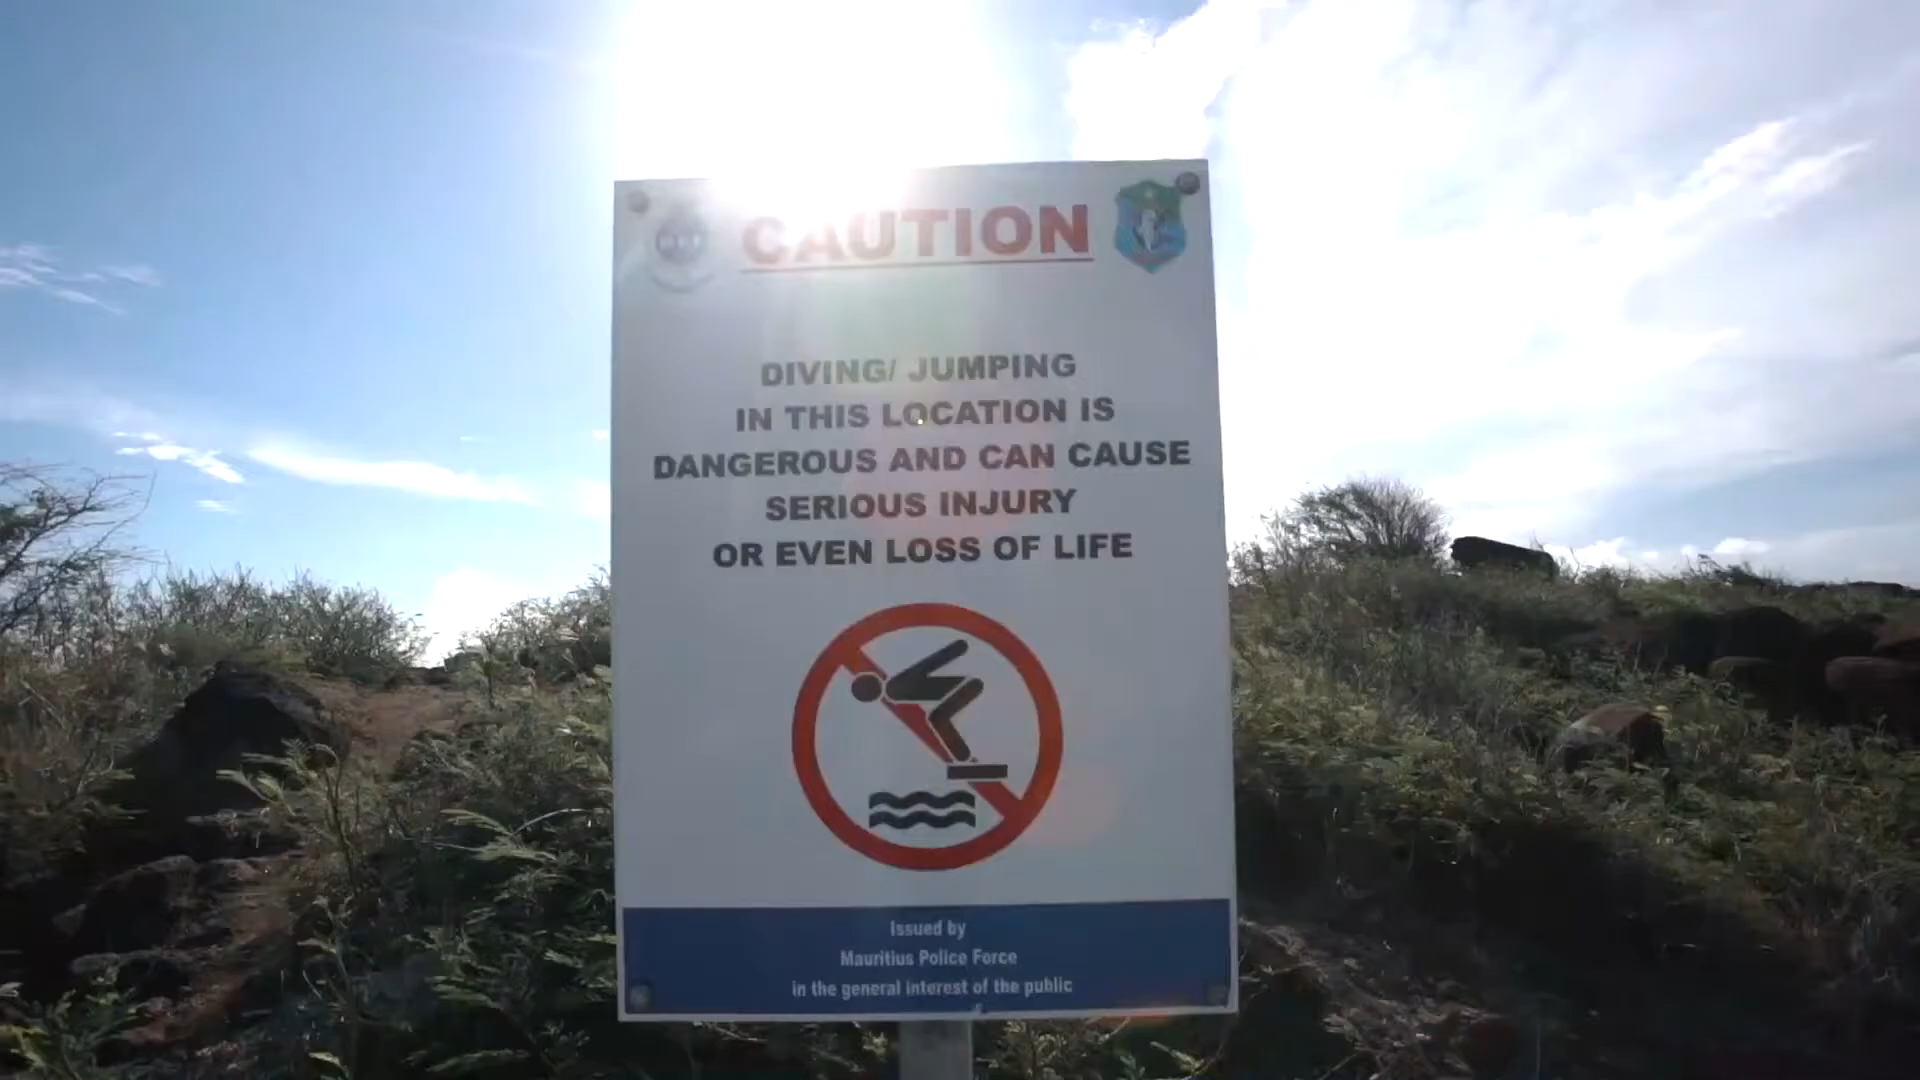 CAUTION
DIVING/ JUMPING
IN THIS LOCATION IS
DANGEROUS AND CAN CAUSE
SERIOUS INJURY
OR EVEN LOSS OF LIFE
Issued by
Mauritius Police Force
in the general interest of the public